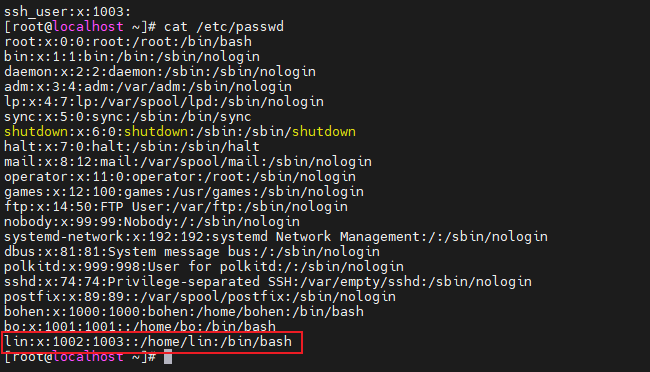 ssh_user:x:1003:
[root@localhost ~]# cat /etc/passwd
root:x:0:0:root:/root:/bin/bash
bin:x:1:1:bin:/bin:/sbin/nologin
daemon:x:2:2:daemon:/sbin:/sbin/nologin
adm:x:3:4:adm:/var/adm:/sbin/nologin
lp:x:4:7:lp:/var/spool/lpd:/sbin/nologin
sync:x:5:0:sync:/sbin:/bin/sync
shutdown:x:6:0:shutdown:/sbin:/sbin/shutdown
halt:x:7:0:halt:/sbin:/sbin/halt
mail:x:8:12:mail:/var/spool/mail:/sbin/nologin
operator:x:11:0:operator:/root:/sbin/nologin
games:x:12:100:games:/usr/games:/sbin/nologin
ftp:x:14:50:FTP User:/var/ftp:/sbin/nologin
nobody:x:99:99:Nobody:/:/sbin/nologin
systemd-network:x:192:192:systemd Network Management:/:/sbin/nologin
dbus:x:81:81:System message bus:/:/sbin/nologin
polkitd:x:999:998:User for polkitd:/:/sbin/nologin
sshd:x:74:74:Privilege-separated SSH:/var/empty/sshd:/sbin/nologin
postfix:x:89:89::/var/spool/postfix:/sbin/nologin
bohen:x:1000:1000:bohen:/home/bohen:/bin/bash
bo:x:1001:1001::/home/bo:/bin/bash
lin:x:1002:1003::/home/lin:/bin/bash
[root@localhost ~]#